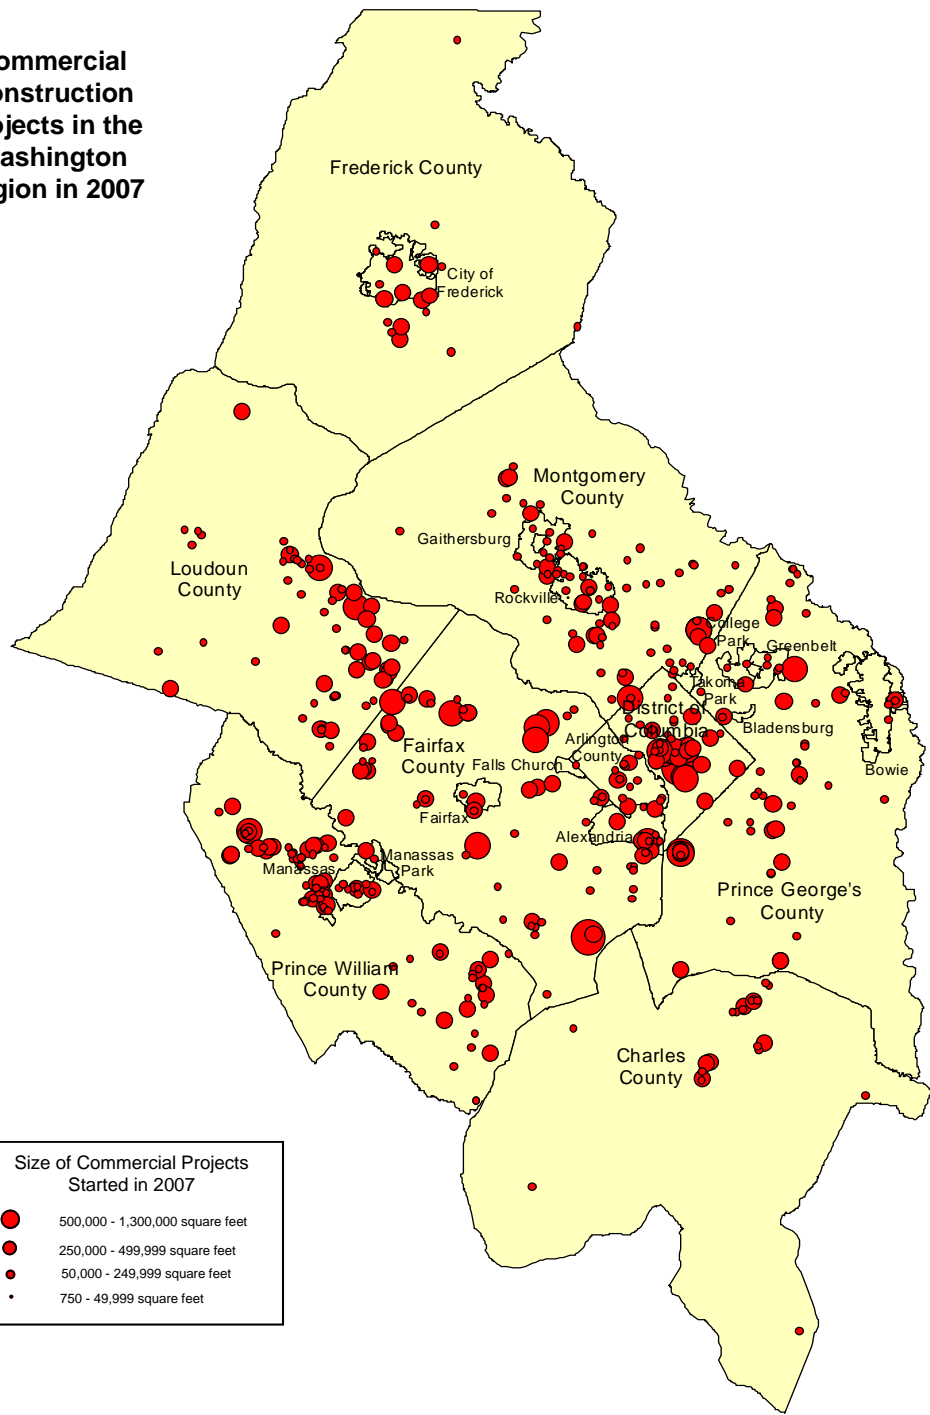 ommercial
onstruction
ojects in the
ashington
gion in 2007
Frederick County
City of
Frederick
Montgomery
County
Gaithersburg
Loudoun
County
Rockville
College
Park
Greenbelt
Takoma
Park
District of
Columbia
Bladensburg
Arlington
County
Fairfax
County
Falls Church
Bowie
Fairfax
Alexandria
Manassas
Park
Manassas
Prince George's
County
Prince William
County
Charles
County
Size of Commercial Projects
Started in 2007
500,000 - 1,300,000 square feet
250,000 - 499,999 square feet
50,000 - 249,999 square feet
750 - 49,999 square feet